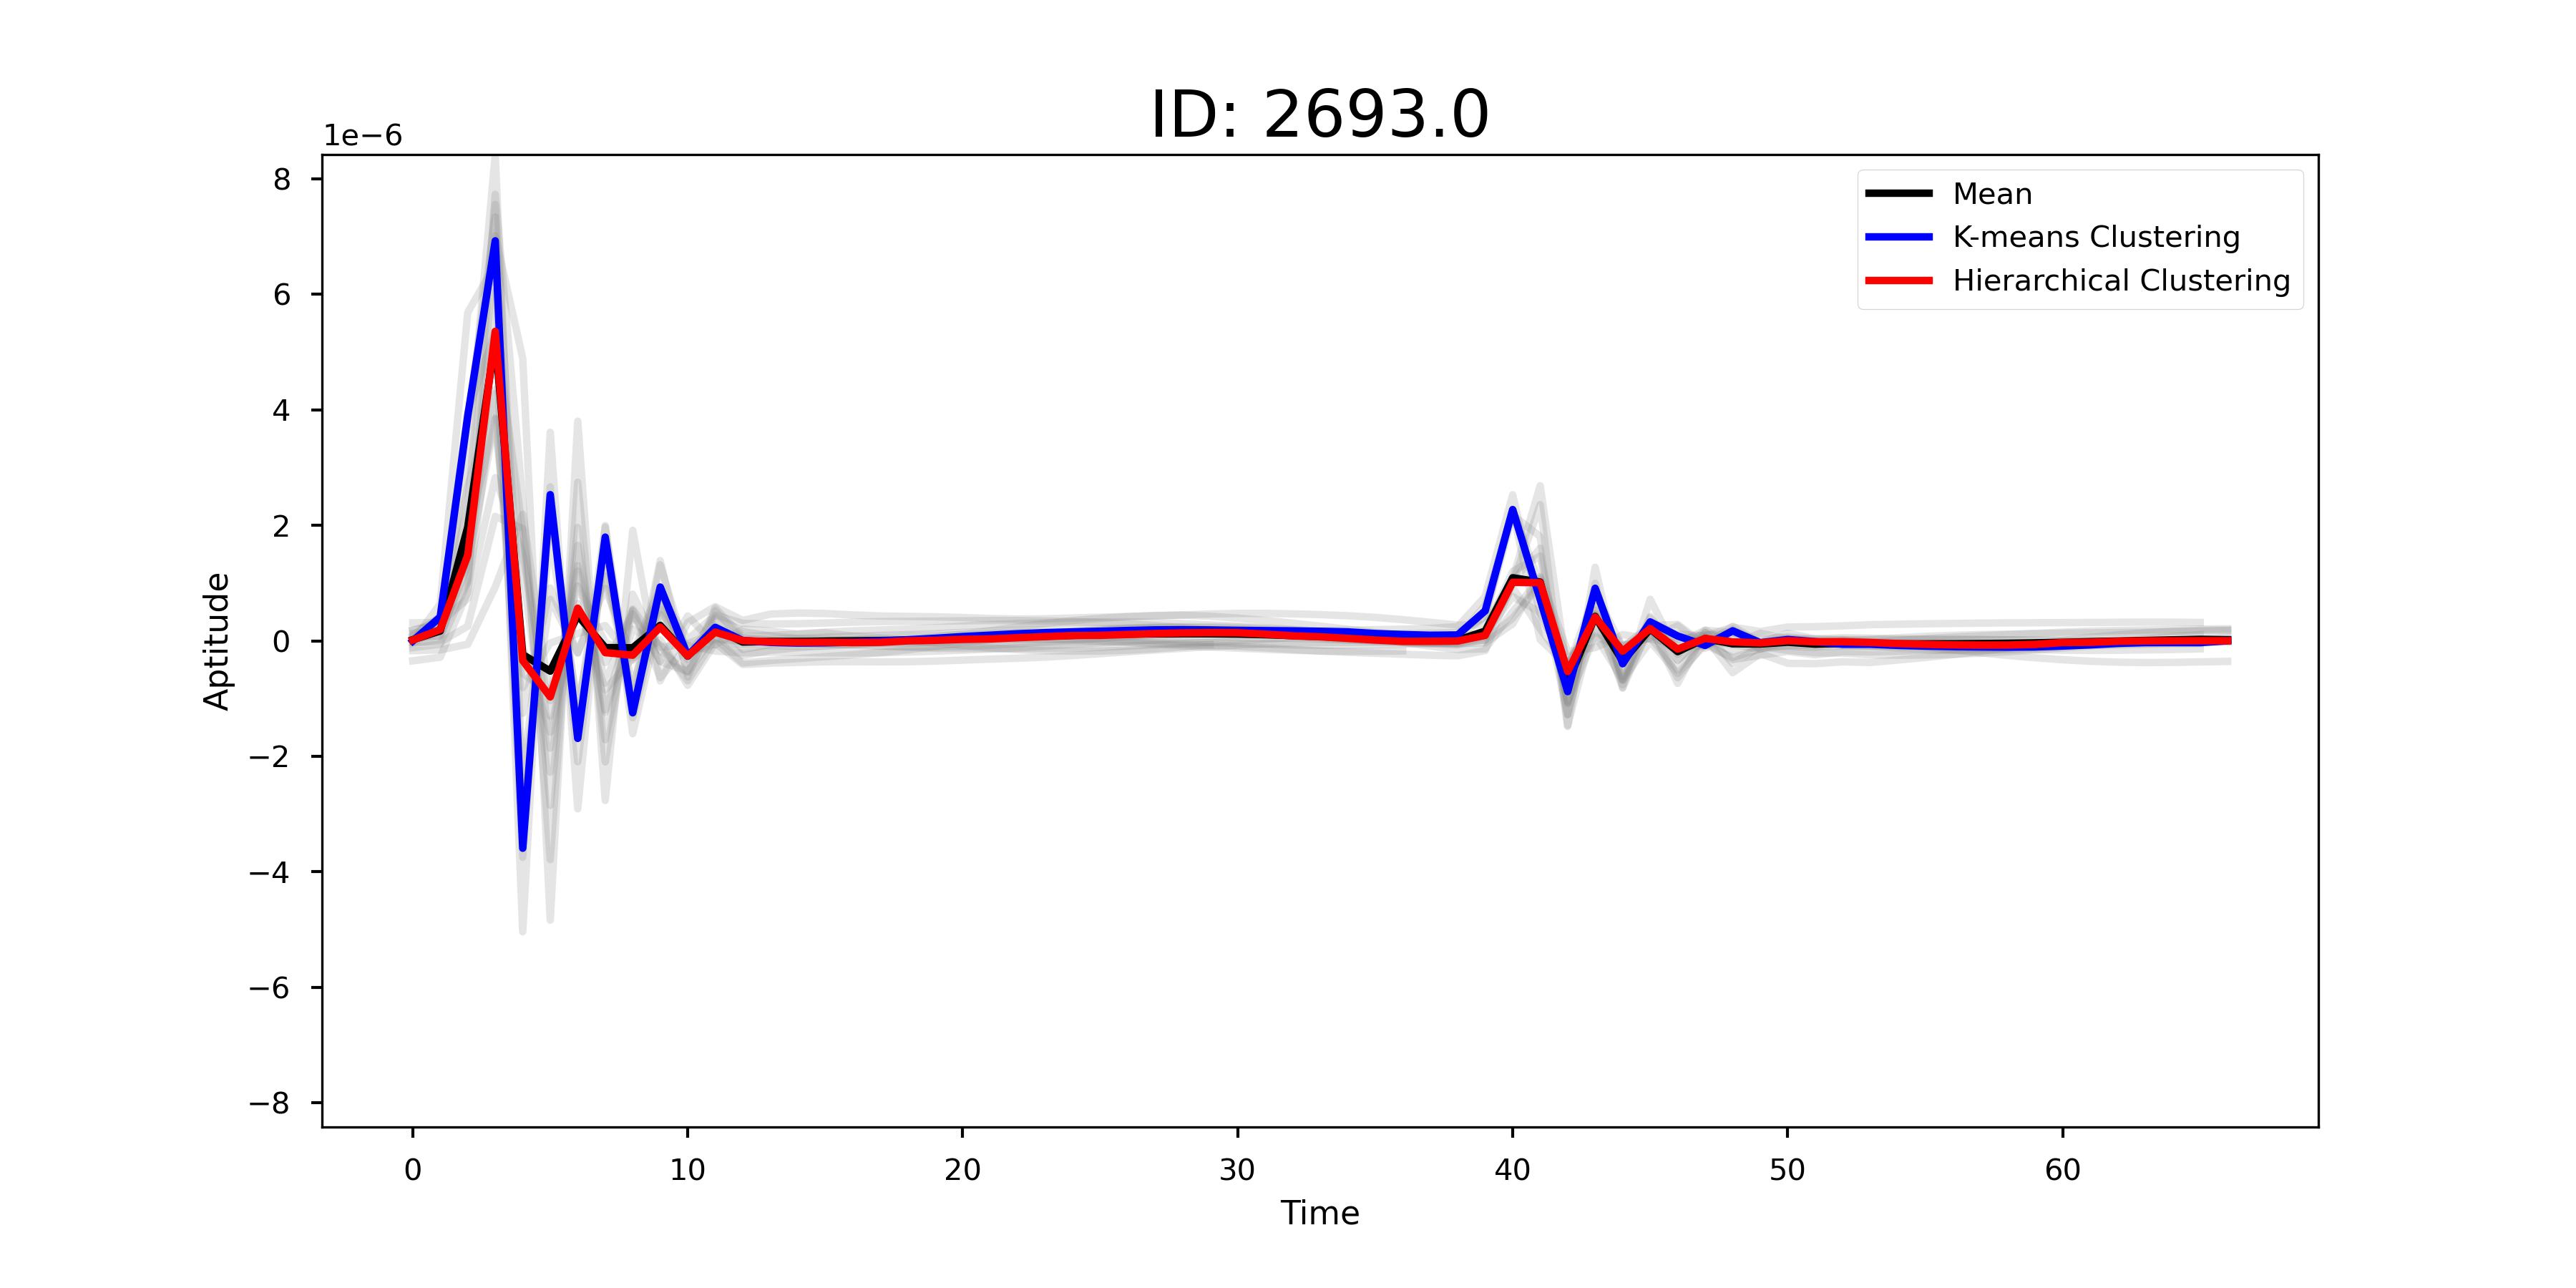 ID: 2693.0
1e−6
8
6
4
2
0
−2
−4
−6
−8
Aptitude
Mean
K-means Clustering
Hierarchical Clustering
0 10 20 30 40 50 60
Time